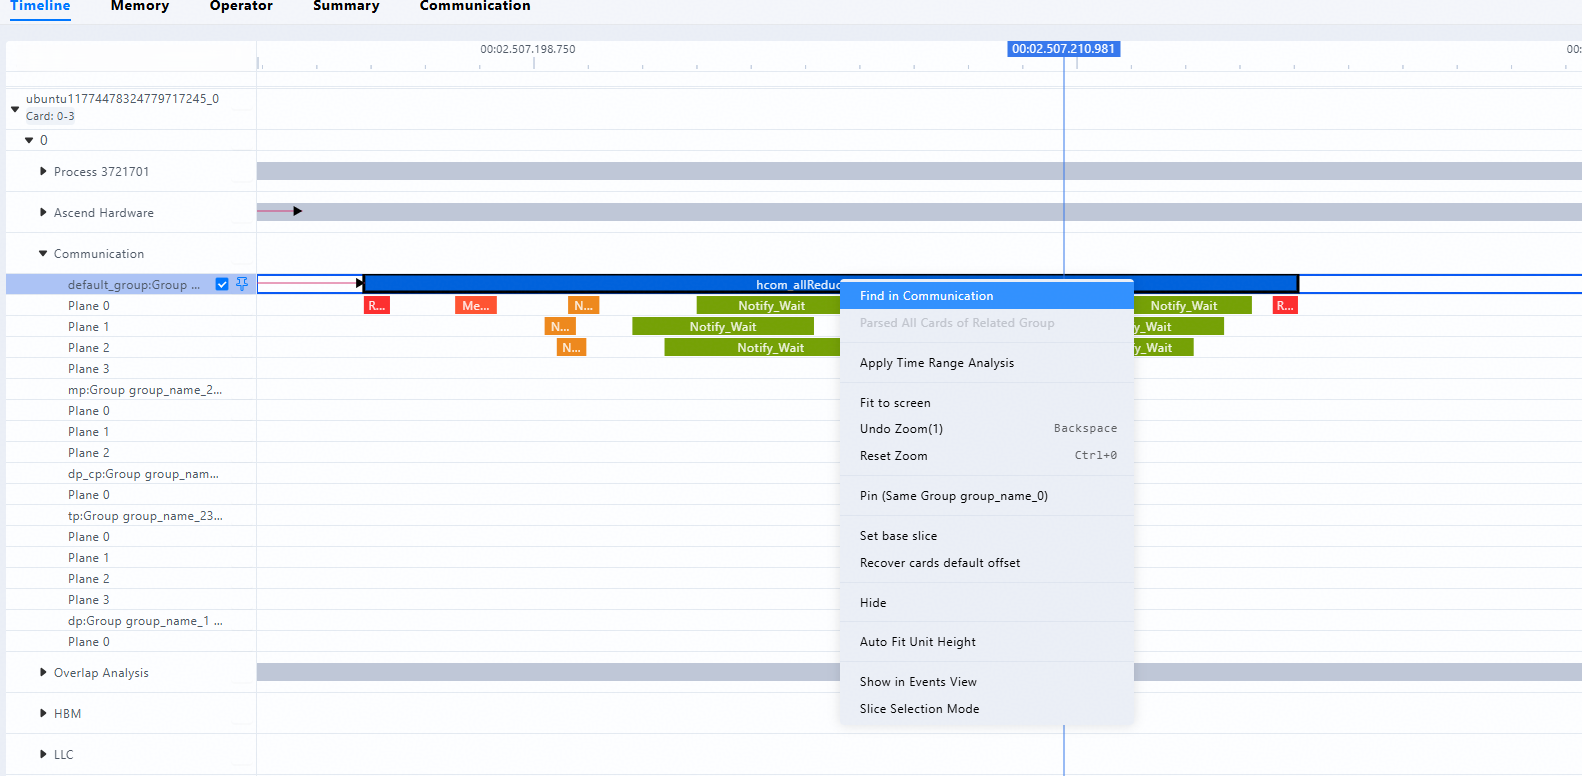 Timeline Memory Operator Summary Communication
00:02.507.198.750 00:02.507.210.981 00:
ubuntu11774478324779717245_0
Card: 0-3
0
Process 3721701
Ascend Hardware
Communication
default_group:Group ... hcom_allReduc
Find in Communication
Plane 0 R... Me... N... Notify_Wait Notify_Wait R...
Parsed All Cards of Related Group
Plane 1 N... Notify_Wait y_Wait
Plane 2 N... Notify_Wait fy_Wait
Apply Time Range Analysis
Plane 3
mp:Group group_name_2...
Fit to screen
Plane 0
Undo Zoom(1) Backspace
Plane 1
Reset Zoom Ctrl+0
Plane 2
dp_cp:Group group_nam...
Plane 0
Pin (Same Group group_name_0)
tp:Group group_name_23...
Plane 0
Set base slice
Plane 1
Recover cards default offset
Plane 2
Plane 3
Hide
dp:Group group_name_1 ...
Plane 0
Auto Fit Unit Height
Overlap Analysis
Show in Events View
Slice Selection Mode
HBM
LLC